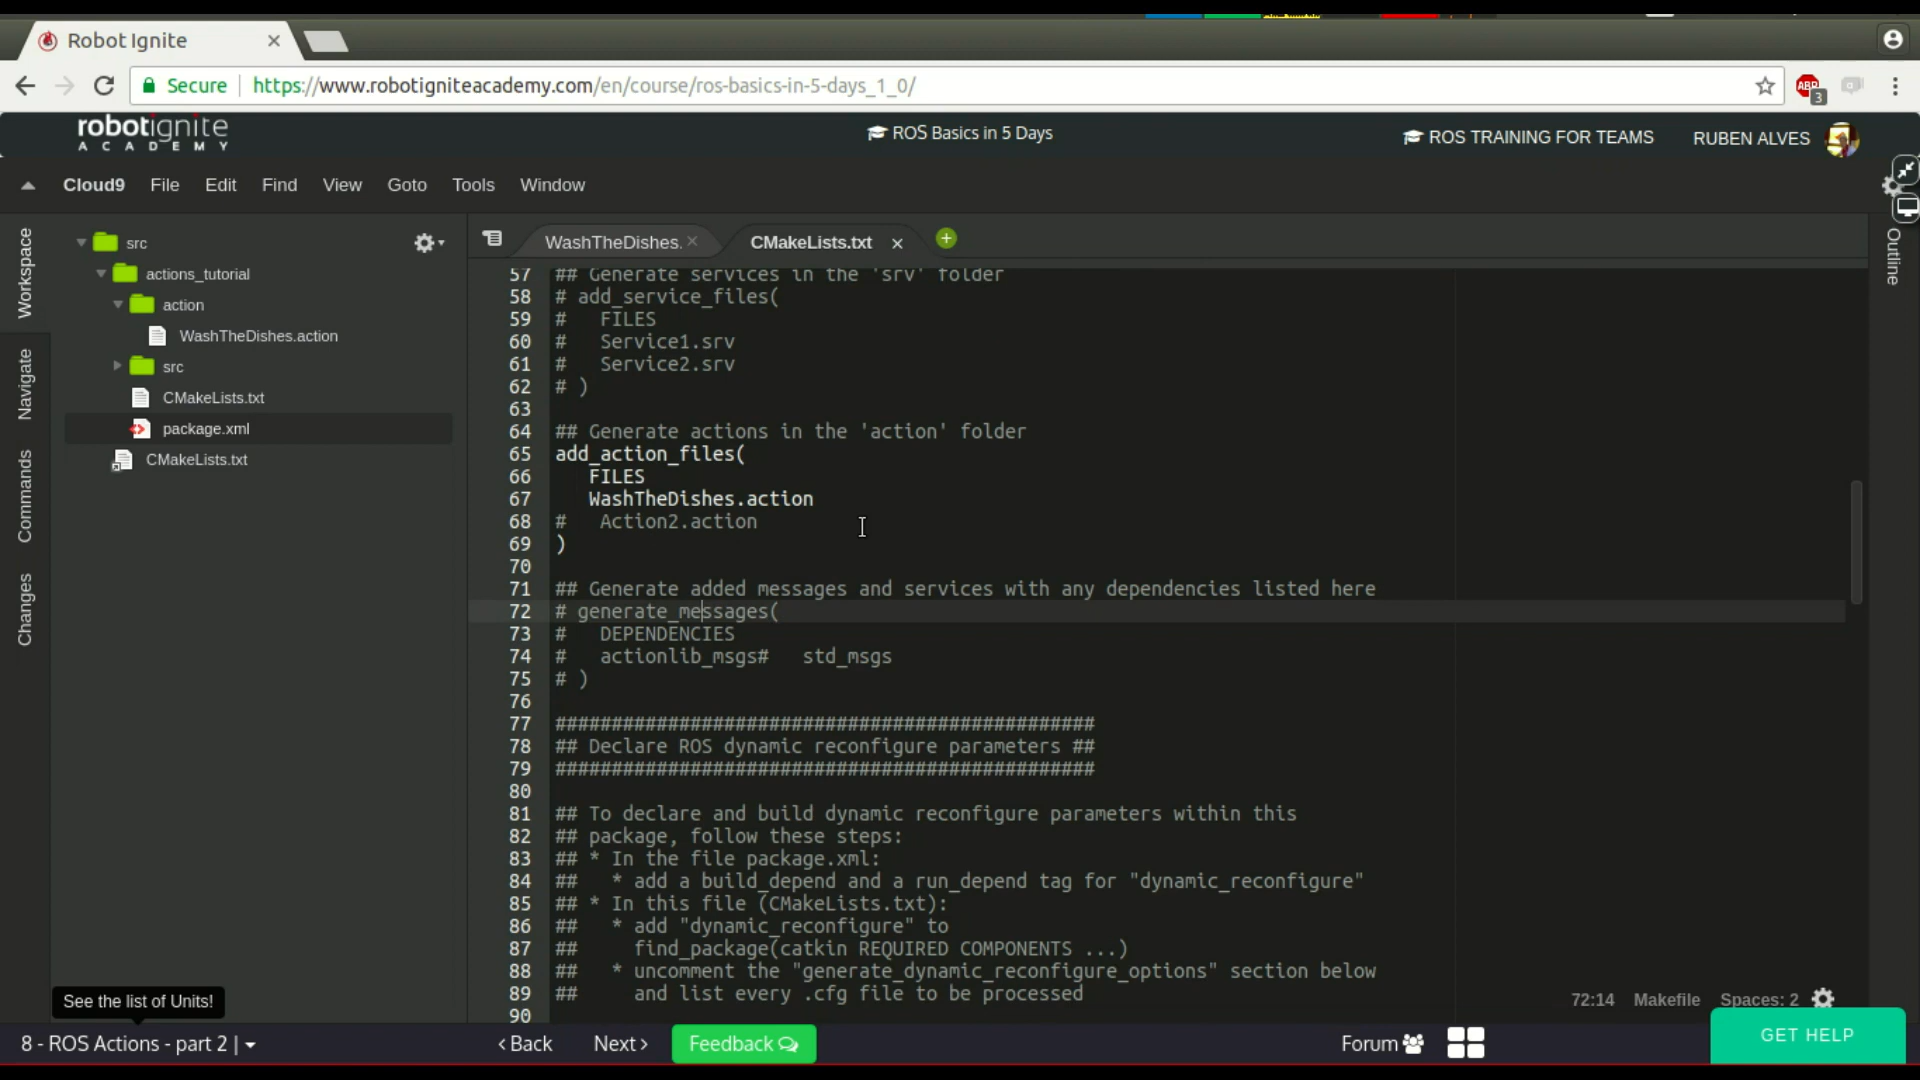 Robot Ignite
Secure https://www.robotigniteacademy.com/en/course/ros-basics-in-5-days_1_0/
ABP
3
robotignite
ACADEMY
ROS Basics in 5 Days
ROS TRAINING FOR TEAMS
RUBEN ALVES
Cloud9 File Edit Find View Goto Tools Window
Workspace
Navigate
Commands
Changes
src
actions_tutorial
action
WashTheDishes.action
src
CMakeLists.txt
package.xml
CMakeLists.txt
WashTheDishes.
CMakeLists.txt
Outline
57 ## Generate services in the 'srv' folder
58 # add_service_files(
59 #   FILES
60 #   Service1.srv
61 #   Service2.srv
62 # )
63
64 ## Generate actions in the 'action' folder
65 add_action_files(
66    FILES
67    WashTheDishes.action
68 #   Action2.action
69 )
70
71 ## Generate added messages and services with any dependencies listed here
72 # generate_messages(
73 #   DEPENDENCIES
74 #   actionlib_msgs#   std_msgs
75 # )
76
77 ################################################
78 ## Declare ROS dynamic reconfigure parameters ##
79 ################################################
80
81 ## To declare and build dynamic reconfigure parameters within this
82 ## package, follow these steps:
83 ## * In the file package.xml:
84 ##   * add a build_depend and a run_depend tag for "dynamic_reconfigure"
85 ## * In this file (CMakeLists.txt):
86 ##   * add "dynamic_reconfigure" to
87 ##     find_package(catkin REQUIRED COMPONENTS ...)
88 ##   * uncomment the "generate_dynamic_reconfigure_options" section below
89 ##     and list every .cfg file to be processed
90
72:14 Makefile Spaces: 2
See the list of Units!
8 - ROS Actions - part 2 |
< Back
Next >
Feedback
Forum
GET HELP